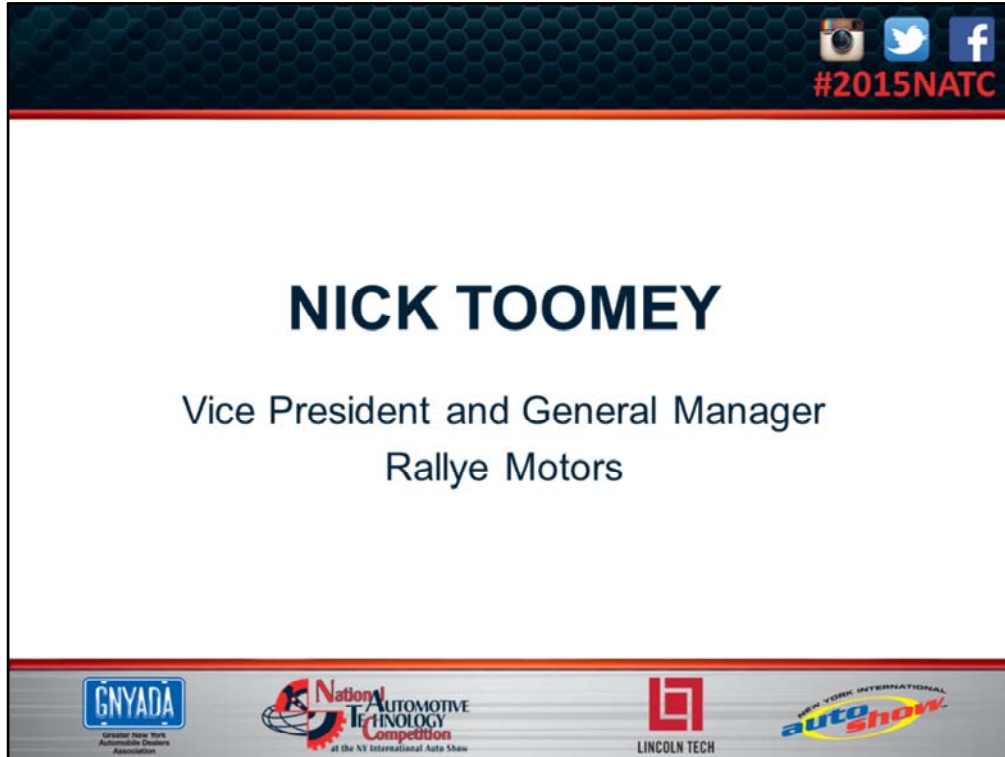 #2015NATC
NICK TOOMEY
Vice President and General Manager
Rallye Motors
GNYADA
Greater New York
Automobile Dealers
Association
National
AUTOMOTIVE
TECHNOLOGY
Competition
at the NY International Auto Show
LINCOLN TECH
NEW YORK INTERNATIONAL
auto show